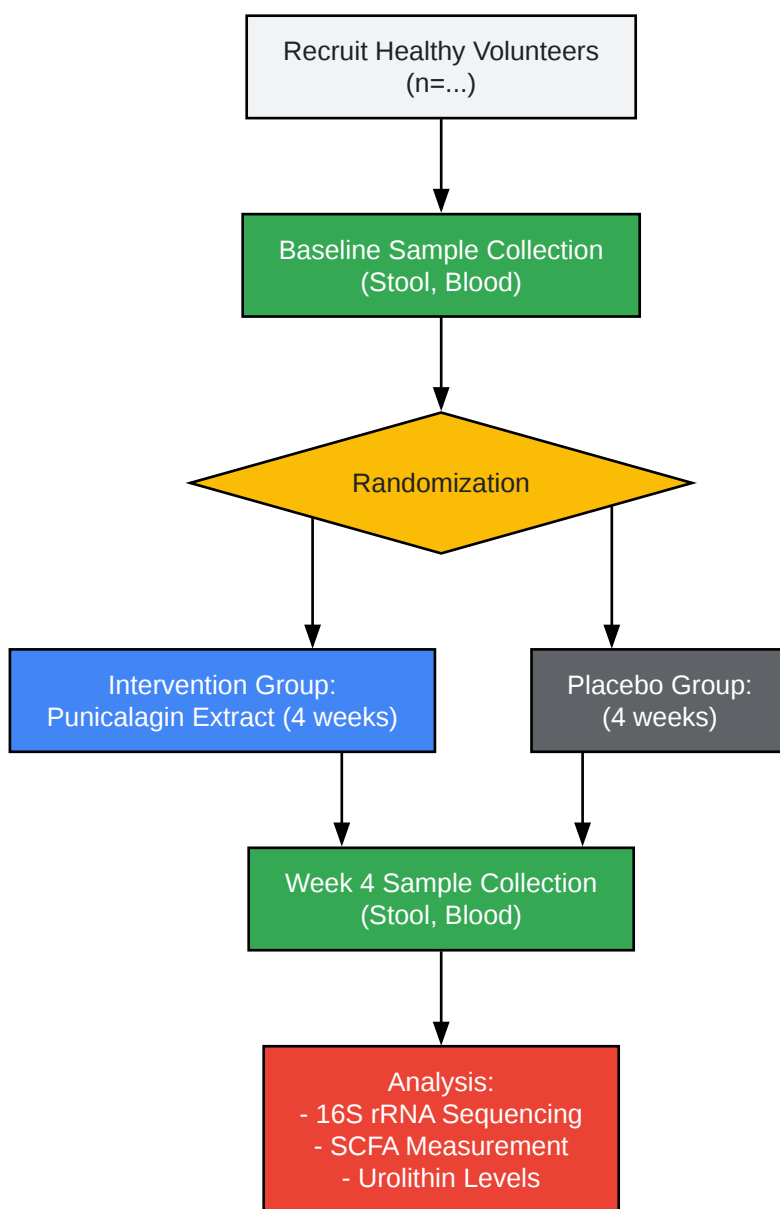 Recruit Healthy Volunteers
(n=...)
Baseline Sample Collection
(Stool, Blood)
Randomization
Intervention Group:
Punicalagin Extract (4 weeks)
Placebo Group:
(4 weeks)
Week 4 Sample Collection
(Stool, Blood)
Analysis:
- 16S rRNA Sequencing
- SCFA Measurement
- Urolithin Levels